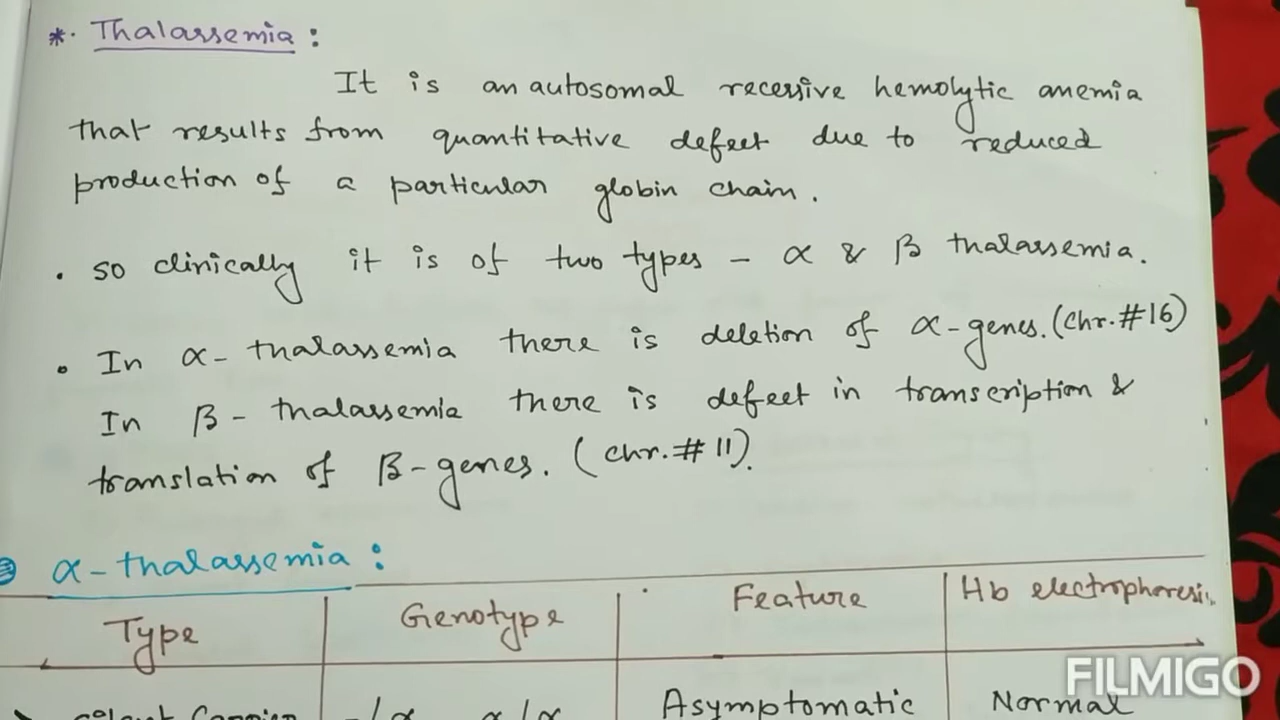 *. Thalassemia :
It is an autosomal recessive hemolytic anemia
that results from quantitative defect due to reduced
production of a particular globin chain.
• so clinically it is of two types - α & β thalassemia.
• In α- thalassemia there is deletion of α-genes. (chr. #16)
In β- thalassemia there is defect in transcription &
translation of β-genes. (chr. #11).
α- thalassemia :
Type Genotype Feature Hb electrophoresis
-/α α/α Asymptomatic Normal
FILMIGO